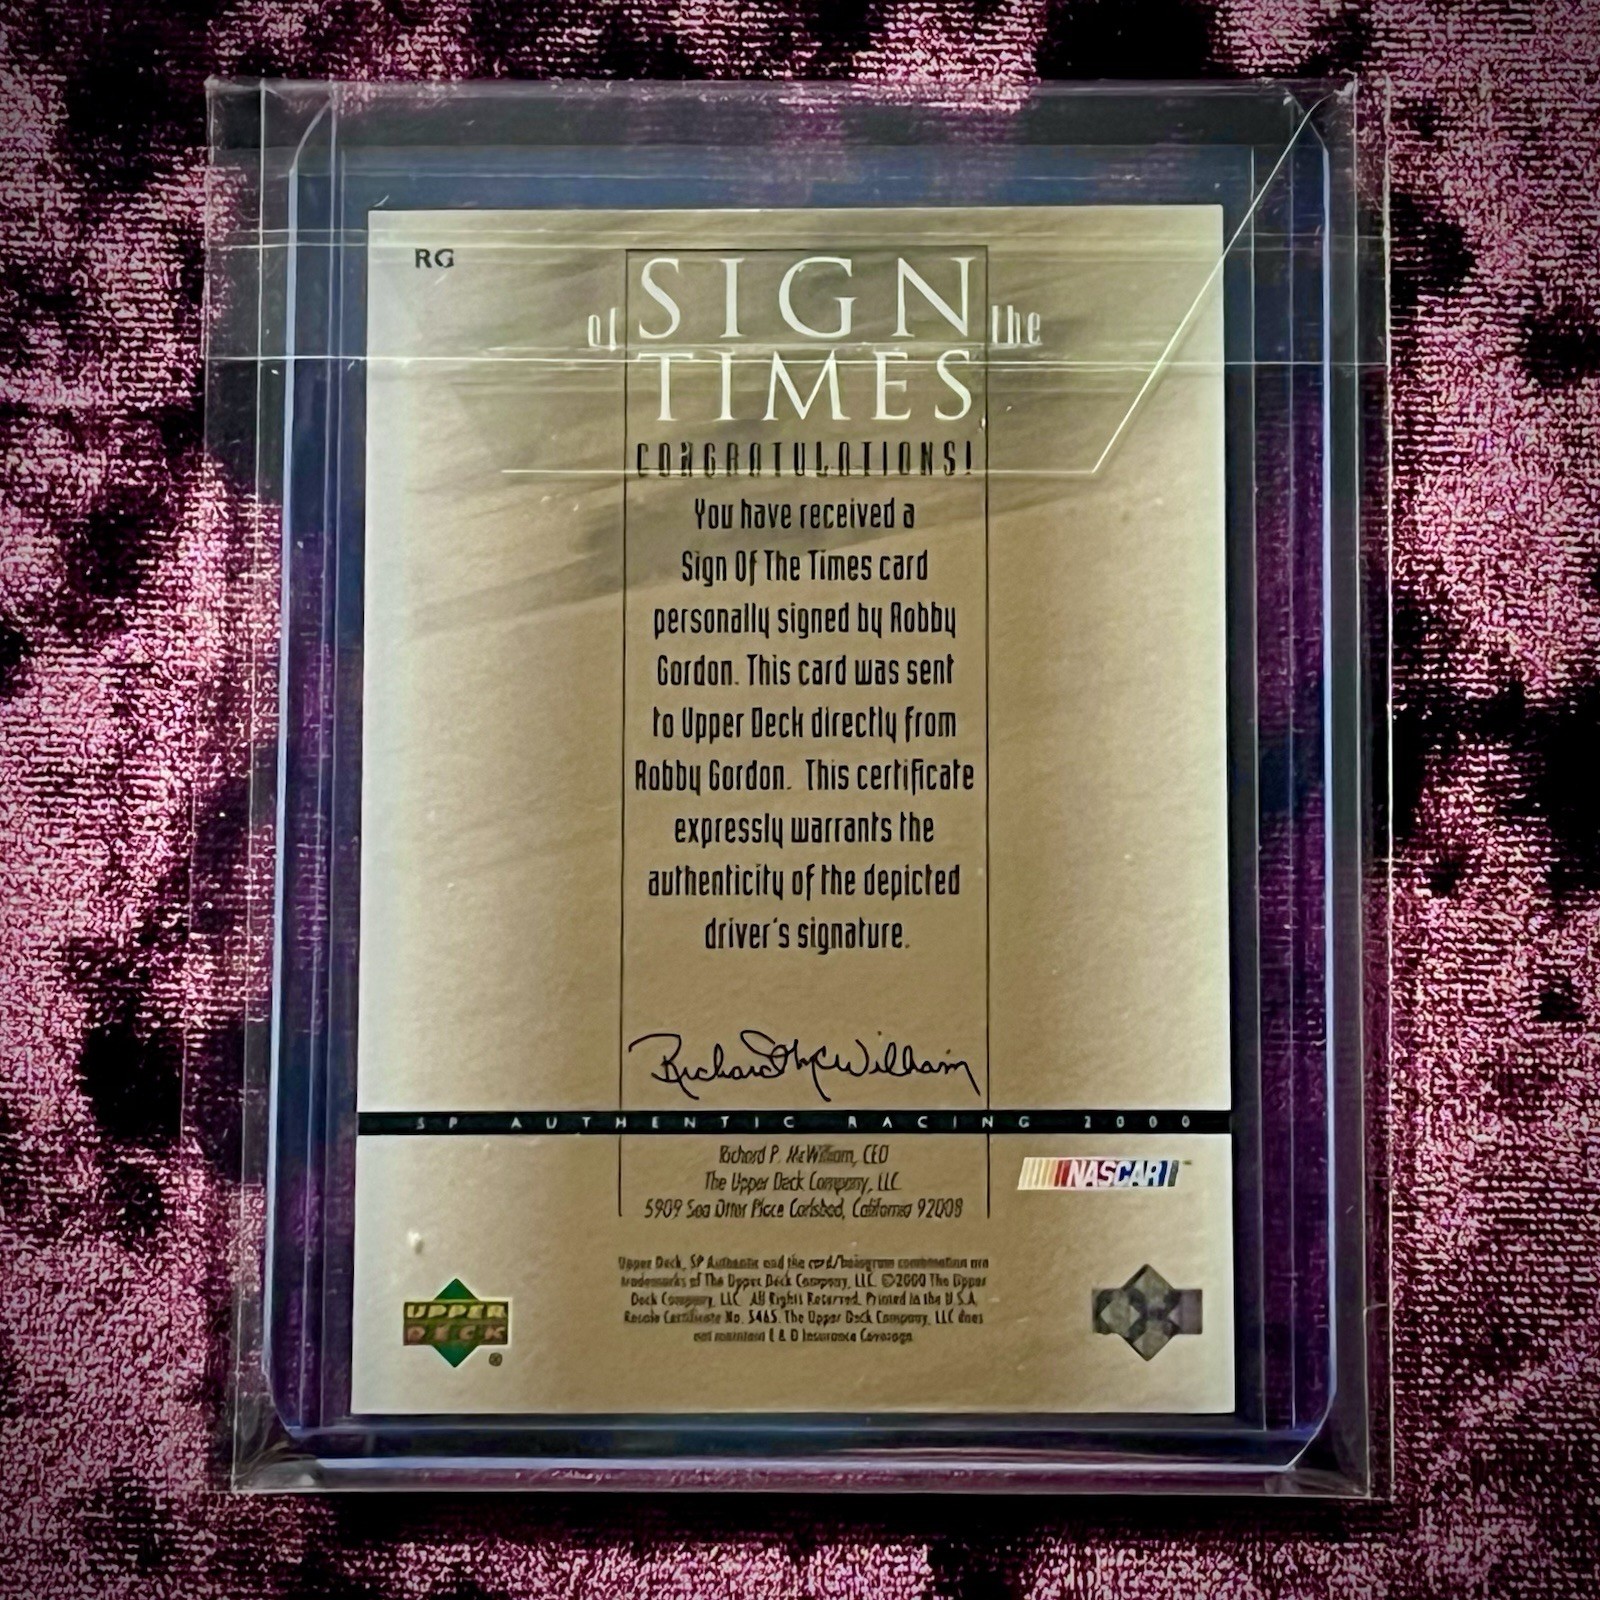 RG
SIGN
of the
TIMES
CONGRATULATIONS!
You have received a
Sign Of The Times card
personally signed by Robby
Gordon. This card was sent
to Upper Deck directly from
Robby Gordon. This certificate
expressly warrants the
authenticity of the depicted
driver's signature.
Richard McWilliam
SP AUTHENTIC RACING 2000
Richard P. McWilliam, CEO
The Upper Deck Company, LLC
5909 Sea Otter Place Carlsbad, California 92008
NASCAR
Upper Deck, SP Authentic and the card/hologram combination are
trademarks of The Upper Deck Company, LLC. ©2000 The Upper
Deck Company, LLC. All Rights Reserved. Printed in the U.S.A.
Resale Certificate No. 5465. The Upper Deck Company, LLC does
not maintain E & O Insurance Coverage.
UPPER
DECK
®